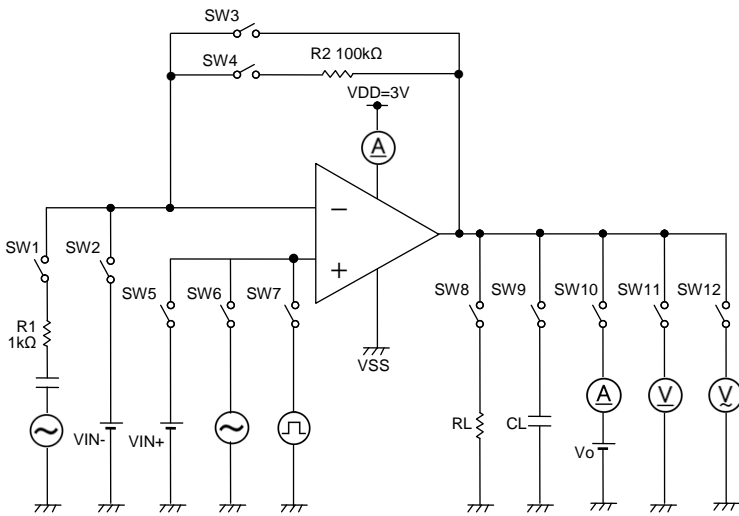 SW3
SW4
R2 100kΩ
VDD=3V
A
SW1
SW2
SW5
SW6
SW7
VSS
SW8
SW9
SW10
SW11
SW12
R1
1kΩ
VIN-
VIN+
RL
CL
A
Vo
V
V